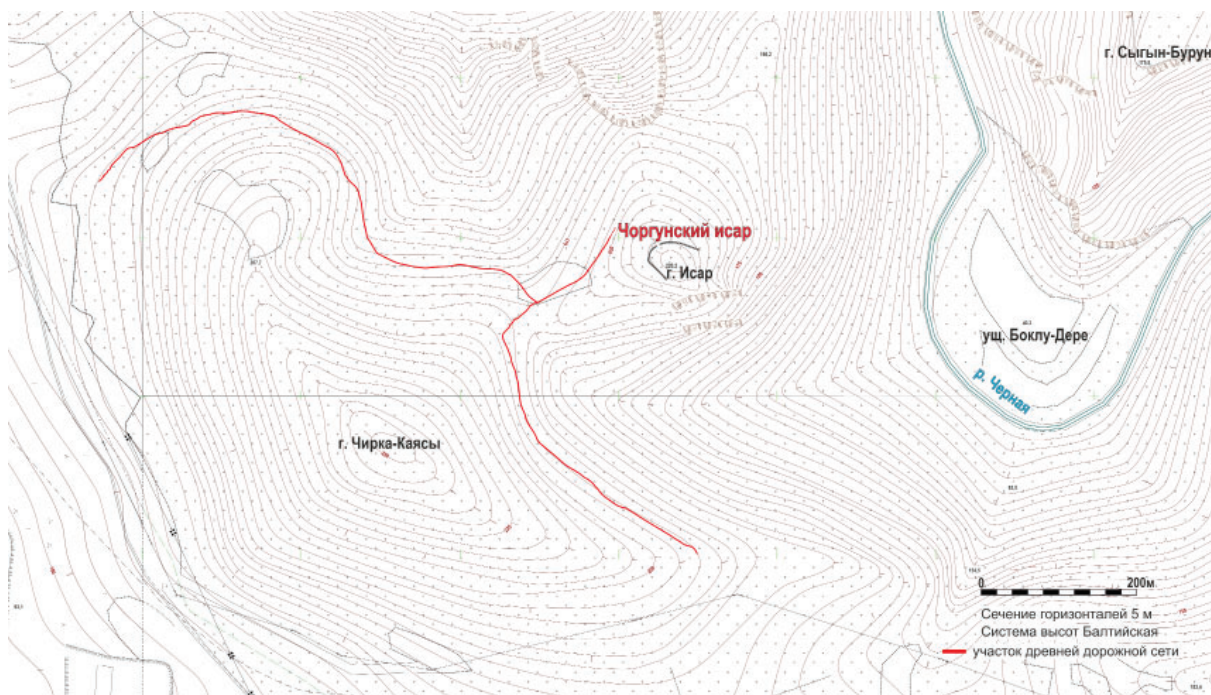 г. Сыгын-Бурун
Чоргунский исар
г. Исар
ущ. Боклу-Дере
р. Черная
г. Чирка-Каясы
0 200м
Сечение горизонталей 5 м
Система высот Балтийская
участок древней дорожной сети